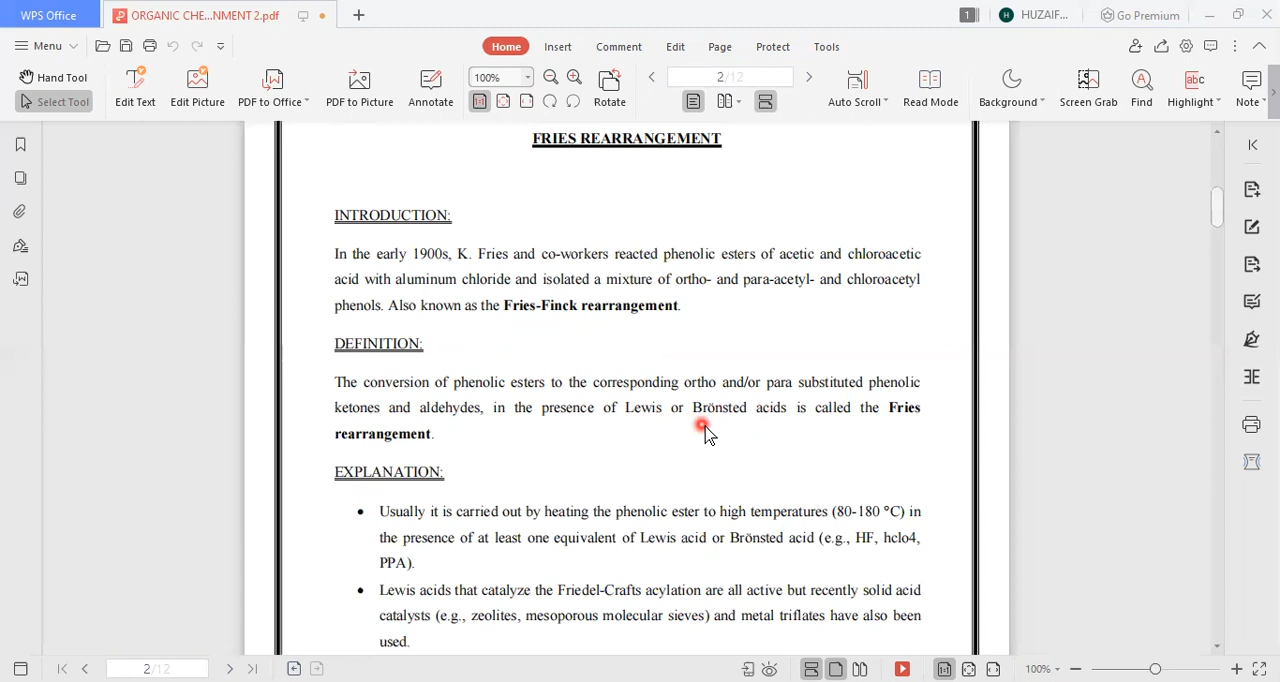 WPS Office
ORGANIC CHE...NMENT 2.pdf
1
H
HUZAIF...
Go Premium
Menu
Home
Insert
Comment
Edit
Page
Protect
Tools
Hand Tool
Select Tool
Edit Text
Edit Picture
PDF to Office
PDF to Picture
Annotate
100%
Rotate
2/12
Auto Scroll
Read Mode
Background
Screen Grab
Find
Highlight
Note
FRIES REARRANGEMENT
INTRODUCTION:
In the early 1900s, K. Fries and co-workers reacted phenolic esters of acetic and chloroacetic
acid with aluminum chloride and isolated a mixture of ortho- and para-acetyl- and chloroacetyl
phenols. Also known as the Fries-Finck rearrangement.
DEFINITION:
The conversion of phenolic esters to the corresponding ortho and/or para substituted phenolic
ketones and aldehydes, in the presence of Lewis or Brönsted acids is called the Fries
rearrangement.
EXPLANATION:
• Usually it is carried out by heating the phenolic ester to high temperatures (80-180 °C) in
the presence of at least one equivalent of Lewis acid or Brönsted acid (e.g., HF, hclo4,
PPA).
• Lewis acids that catalyze the Friedel-Crafts acylation are all active but recently solid acid
catalysts (e.g., zeolites, mesoporous molecular sieves) and metal triflates have also been
used.
2/12
100%